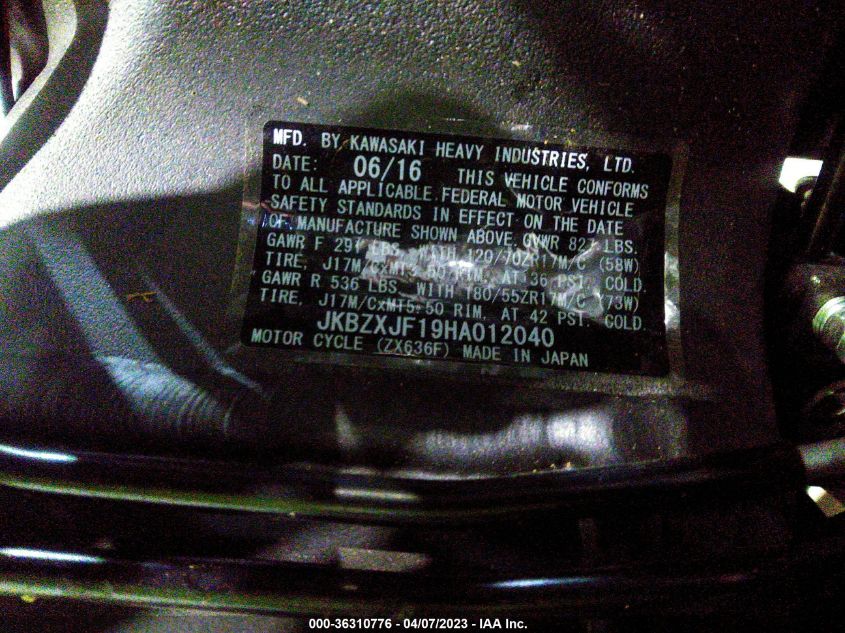 MFD. BY KAWASAKI HEAVY INDUSTRIES, LTD.
DATE: 06/16 THIS VEHICLE CONFORMS
TO ALL APPLICABLE FEDERAL MOTOR VEHICLE
SAFETY STANDARDS IN EFFECT ON THE DATE
OF MANUFACTURE SHOWN ABOVE. GVWR 827 LBS.
GAWR F 291 LBS. WITH 120/70ZR17M/C (58W)
TIRE, J17M/CxMT3.50 RIM, AT 36 PSI. COLD.
GAWR R 536 LBS. WITH 180/55ZR17M/C (73W)
TIRE, J17M/CxMT5.50 RIM, AT 42 PSI. COLD.
JKBZXJF19HA012040
MOTOR CYCLE (ZX636F) MADE IN JAPAN
000-36310776 - 04/07/2023 - IAA Inc.